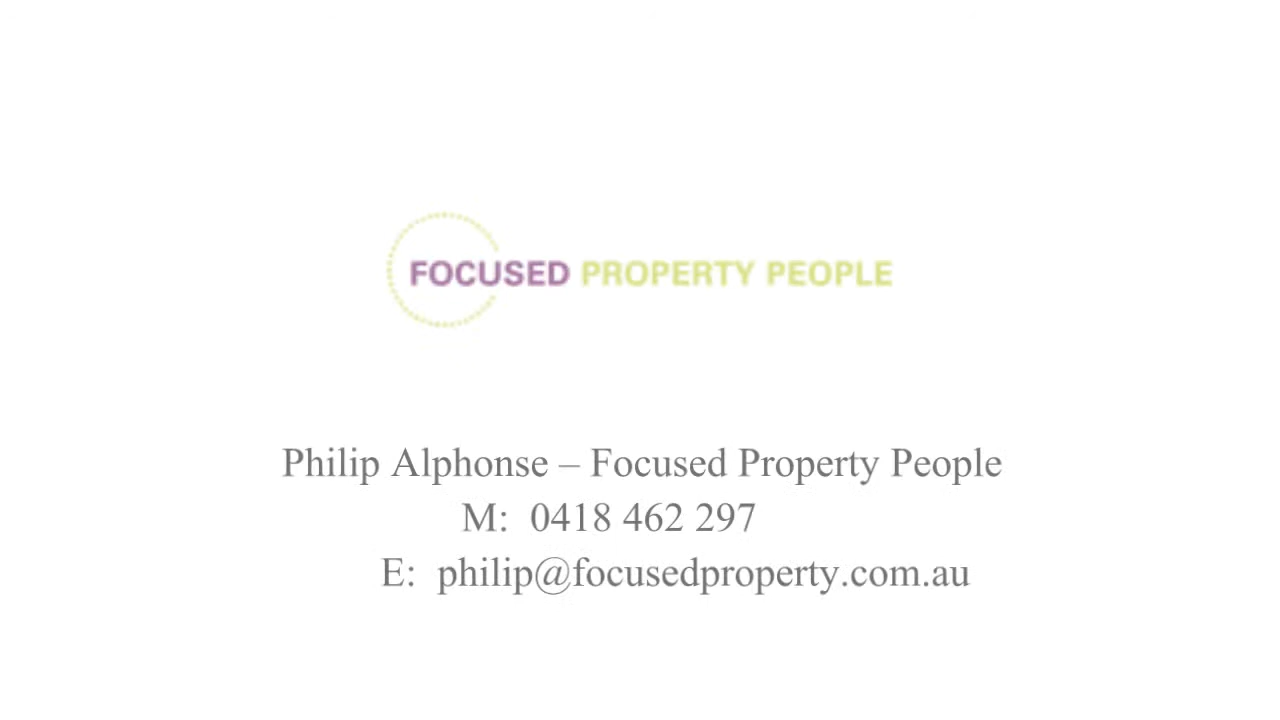 FOCUSED PROPERTY PEOPLE
Philip Alphonse – Focused Property People
M: 0418 462 297
E: philip@focusedproperty.com.au